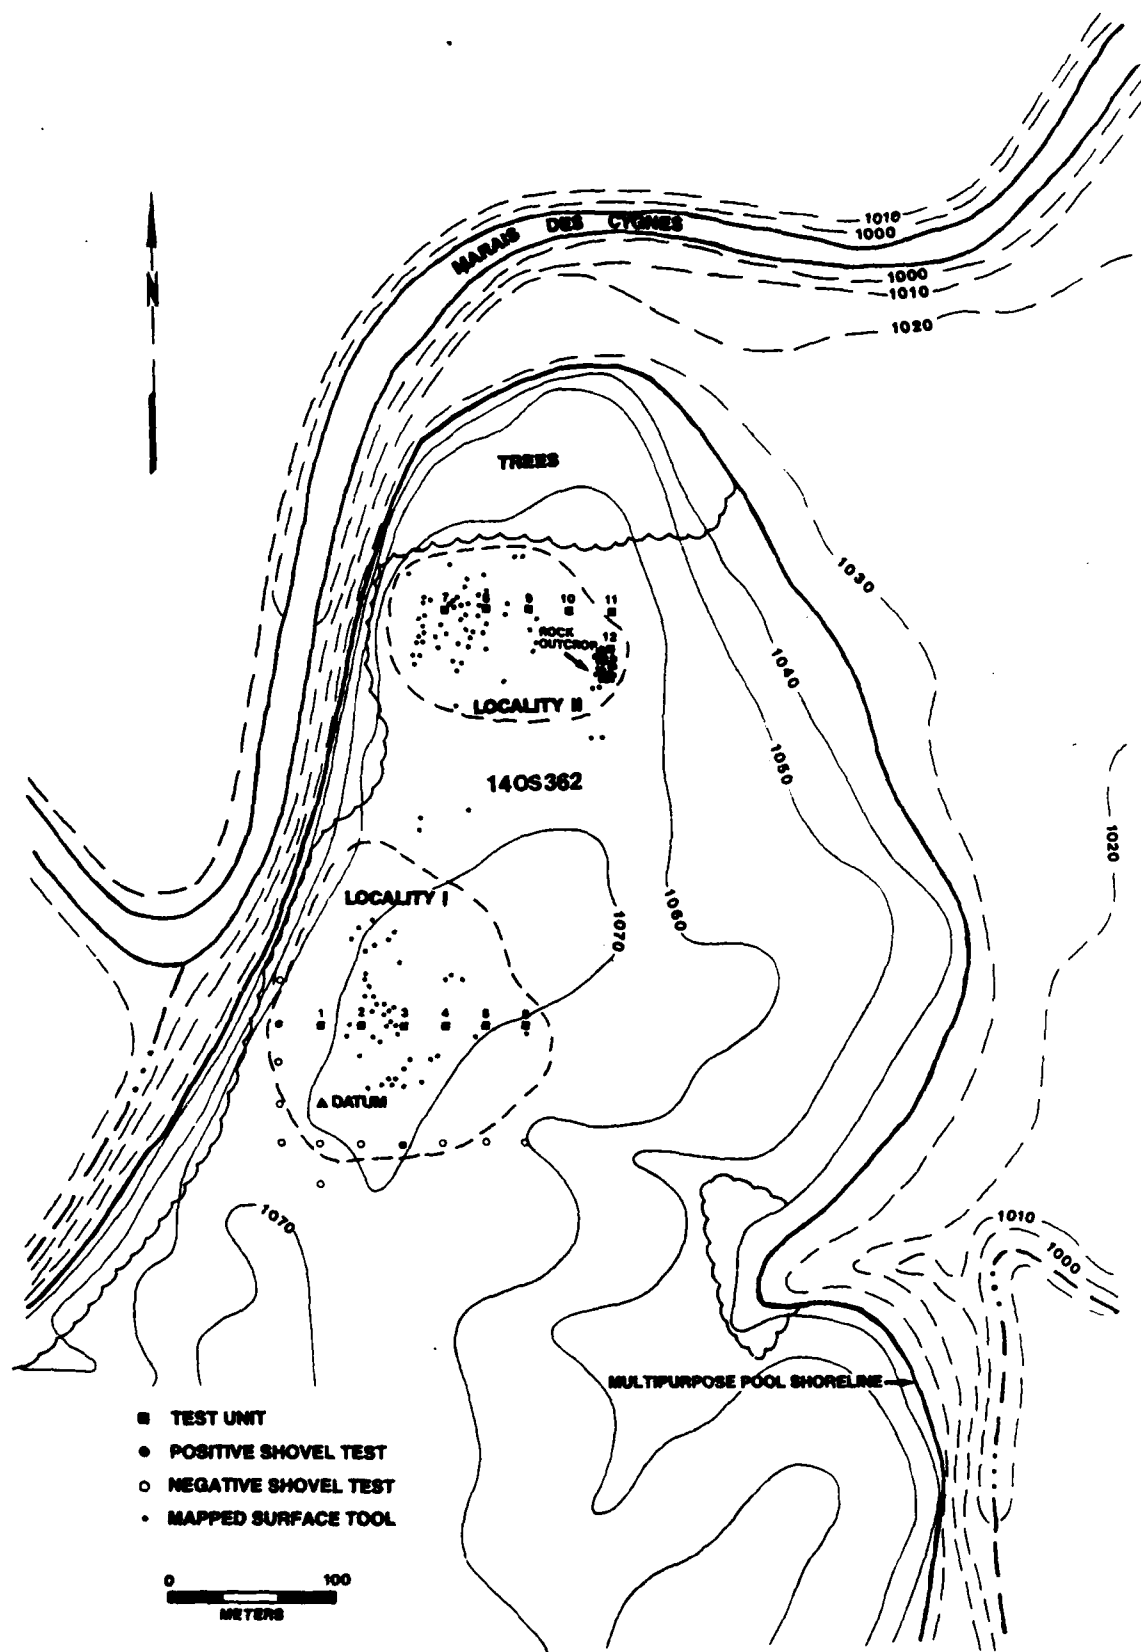 1010
1000
MARAIS DES CYGNES
1000
1010
1020
N
TREES
1030
7 8 9 10 11
ROCK
OUTCROP
12
1040
LOCALITY II
1050
14OS362
1020
LOCALITY I
1070
1060
1 2 3 4 5 6
DATUM
1070
1010
1000
MULTIPURPOSE POOL SHORELINE
TEST UNIT
POSITIVE SHOVEL TEST
NEGATIVE SHOVEL TEST
MAPPED SURFACE TOOL
0 100
METERS